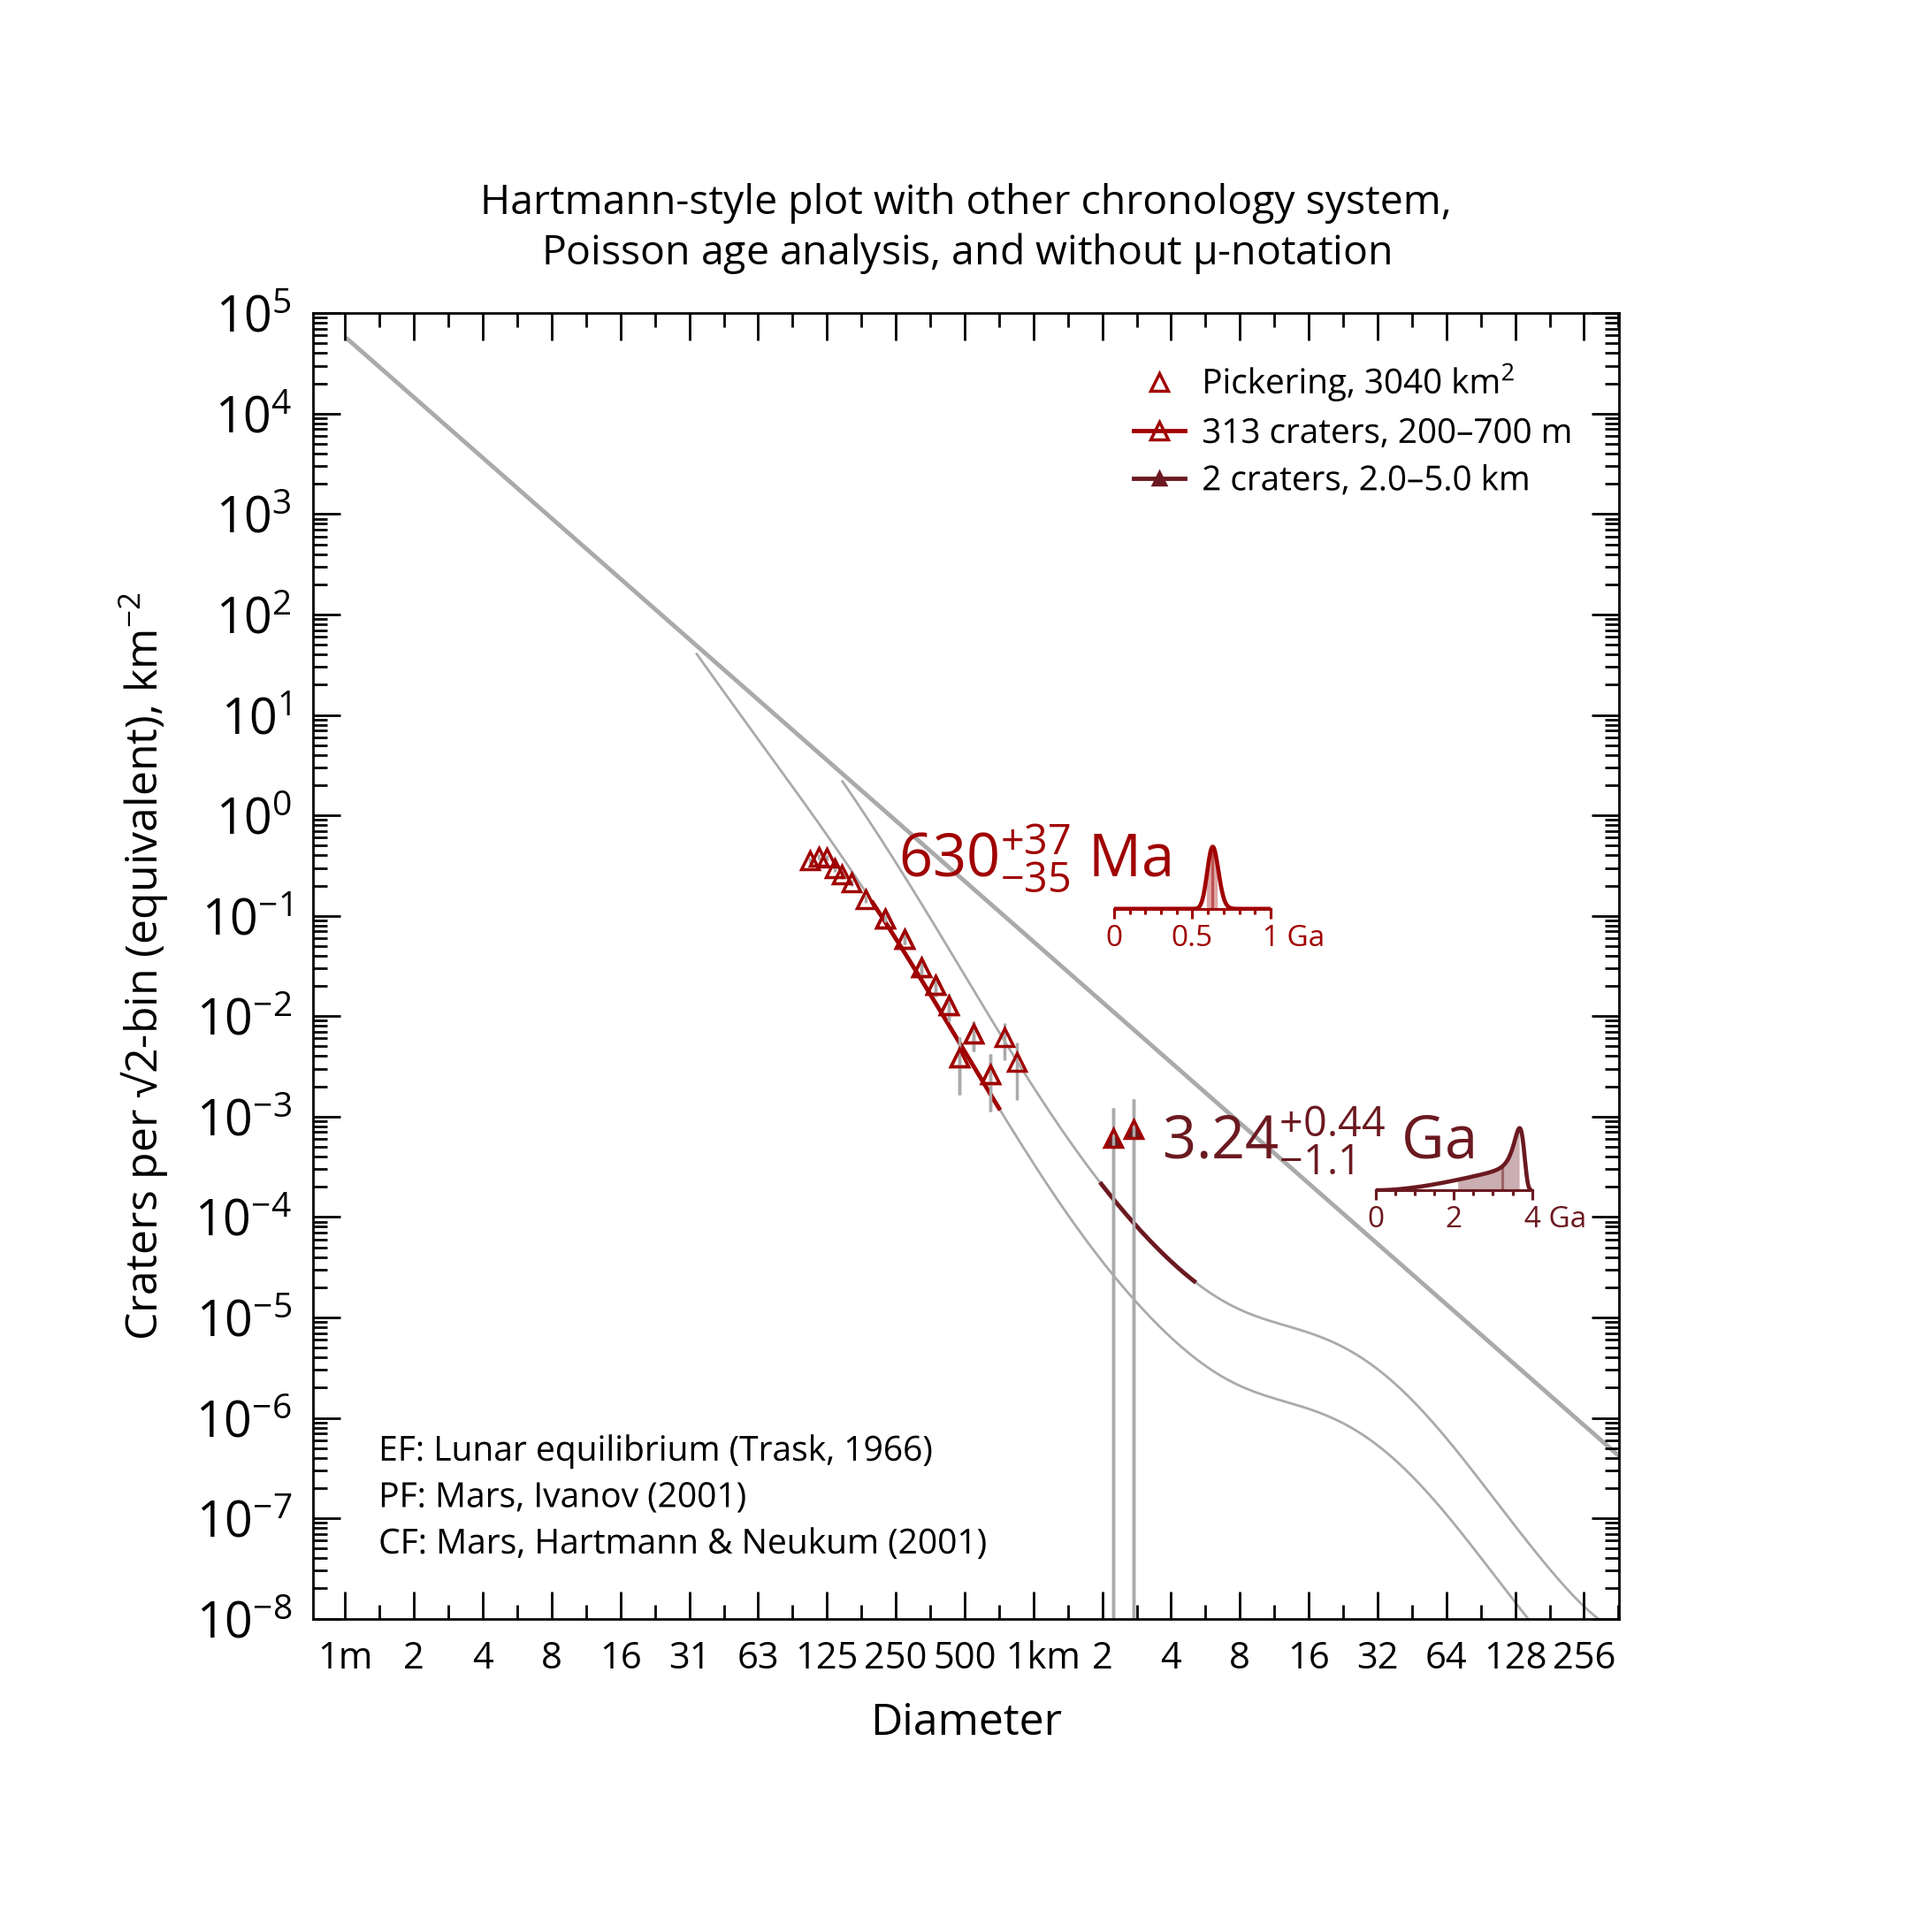 Hartmann-style plot with other chronology system,
Poisson age analysis, and without μ-notation
10⁵
10⁴
10³
10²
10¹
10⁰
10⁻¹
10⁻²
10⁻³
10⁻⁴
10⁻⁵
10⁻⁶
10⁻⁷
10⁻⁸
Craters per √2-bin (equivalent), km⁻²
Pickering, 3040 km²
313 craters, 200–700 m
2 craters, 2.0–5.0 km
630 +37 −35 Ma
0 0.5 1 Ga
3.24 +0.44 −1.1 Ga
0 2 4 Ga
EF: Lunar equilibrium (Trask, 1966)
PF: Mars, Ivanov (2001)
CF: Mars, Hartmann & Neukum (2001)
1m 2 4 8 16 31 63 125 250 500 1km 2 4 8 16 32 64 128 256
Diameter